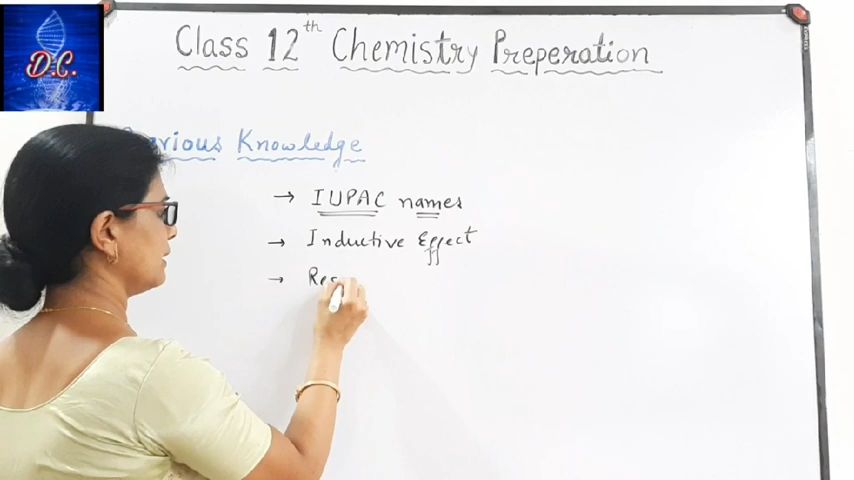 D.C.
Class 12th Chemistry Preperation
Knowledge
→ IUPAC names
→ Inductive Effect
→